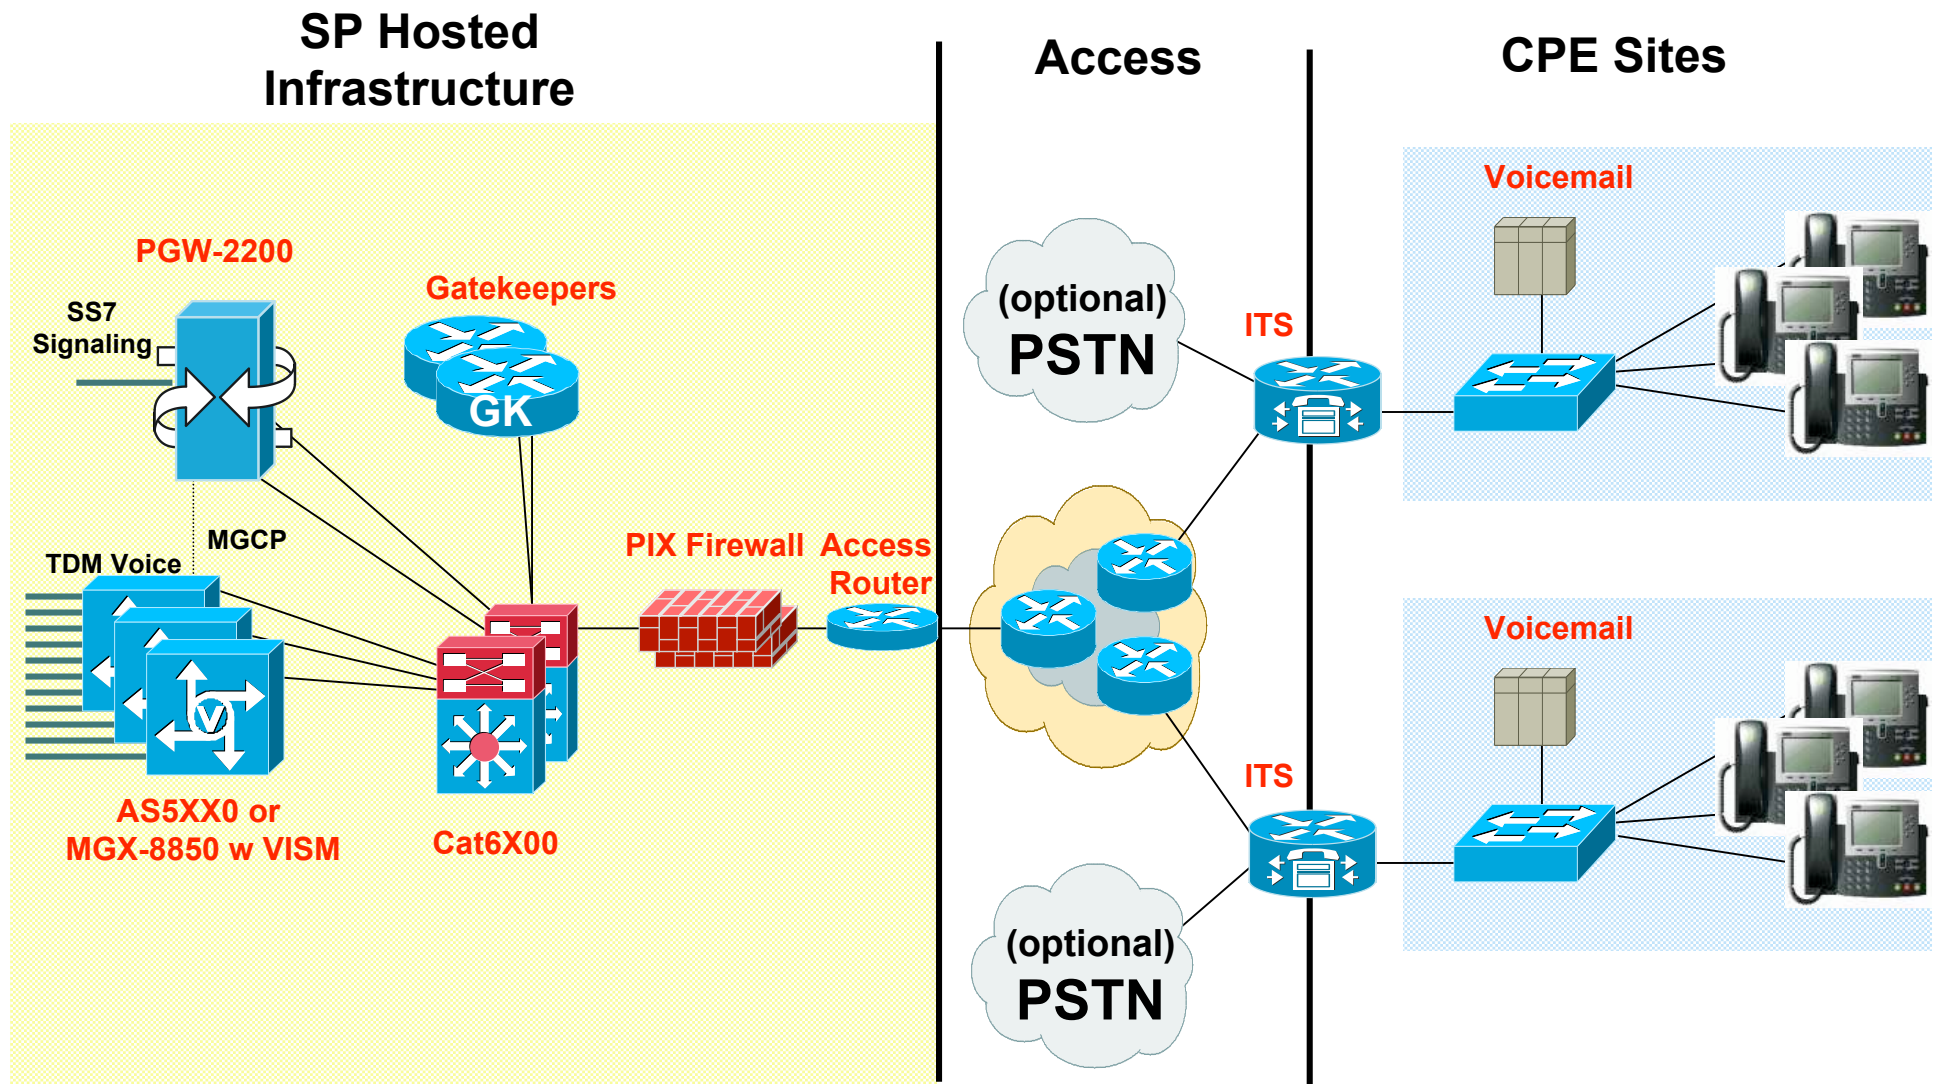 SP Hosted
Infrastructure
Access
CPE Sites
PGW-2200
SS7
Signaling
Gatekeepers
GK
MGCP
TDM Voice
V
AS5XX0 or
MGX-8850 w VISM
Cat6X00
PIX Firewall
Access
Router
(optional)
PSTN
ITS
ITS
(optional)
PSTN
Voicemail
Voicemail